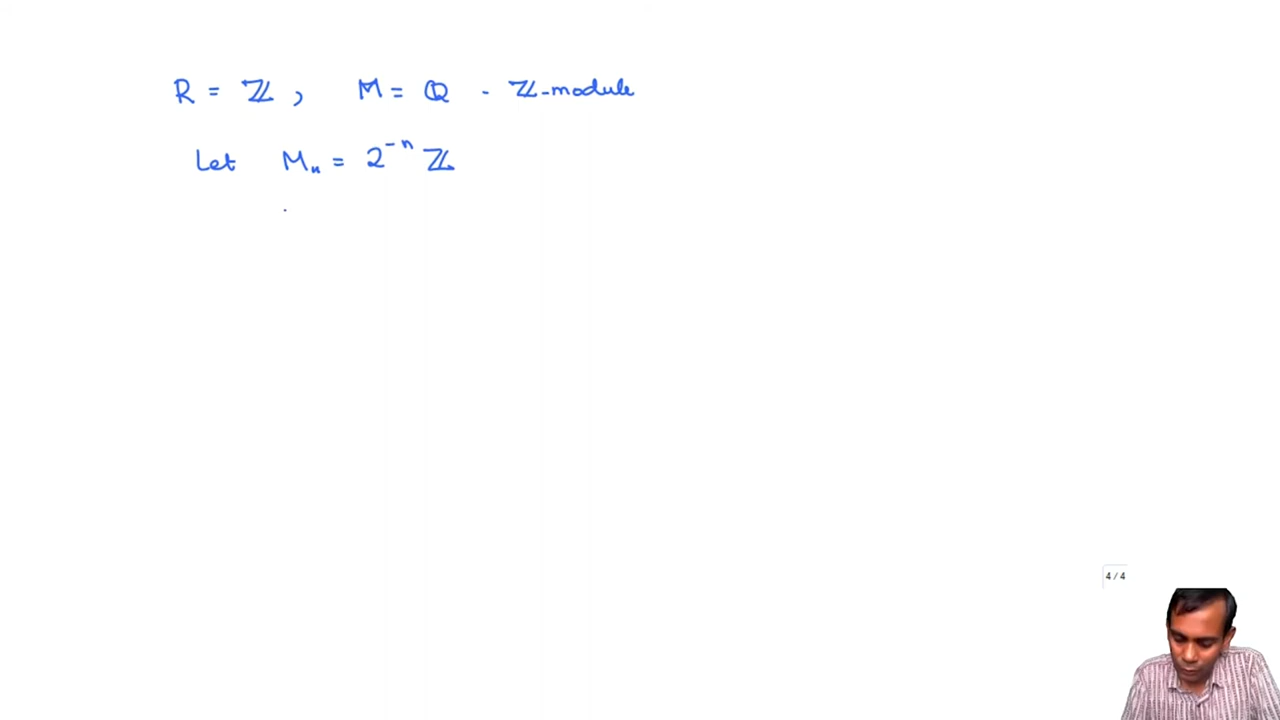 R = ℤ, M = ℚ - ℤ-module
Let Mₙ = 2⁻ⁿ ℤ
4 / 4